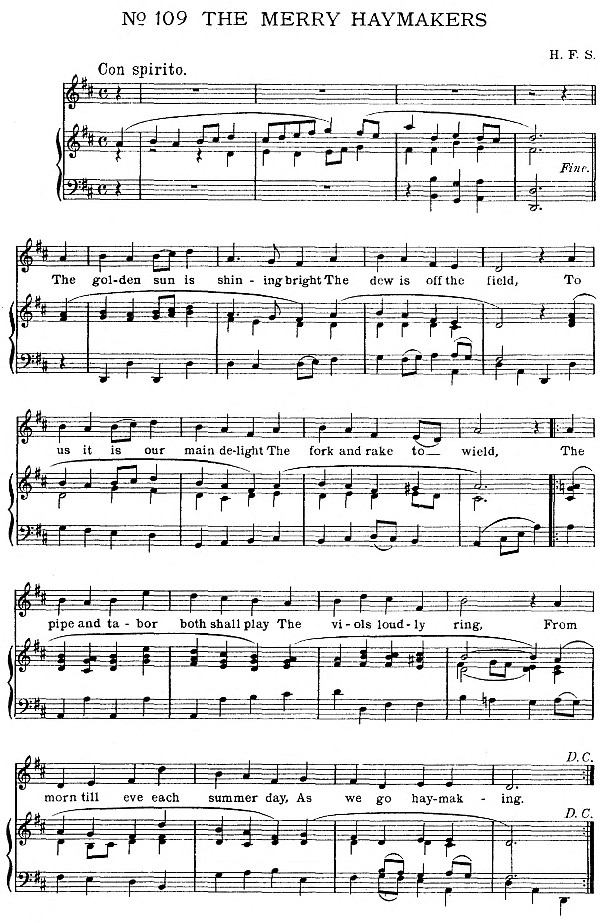 No 109 THE MERRY HAYMAKERS
H. F. S.
Con spirito.
Fine.
The gol-den sun is shin - ing bright The dew is off the field, To
us it is our main de-light The fork and rake to wield, The
pipe and ta - bor both shall play The vi-ols loud-ly ring, From
D. C.
morn till eve each summer day, As we go hay-mak - ing.
D. C.